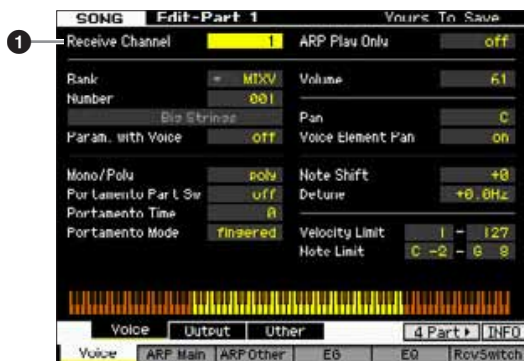 SONG Edit-Part 1 Yours To Save
1 Receive Channel 1 ARP Play Only off
Bank MIXV Volume 61
Number 001
Big Strings Pan C
Param. with Voice off Voice Element Pan on
Mono/Poly poly Note Shift +0
Portamento Part Sw off Detune +0.0Hz
Portamento Time 0
Portamento Mode fingered Velocity Limit 1 - 127
Note Limit C -2 - G 8
Voice Output Other 4 Part INFO
Voice ARP Main ARP Other EG EQ RcvSwitch